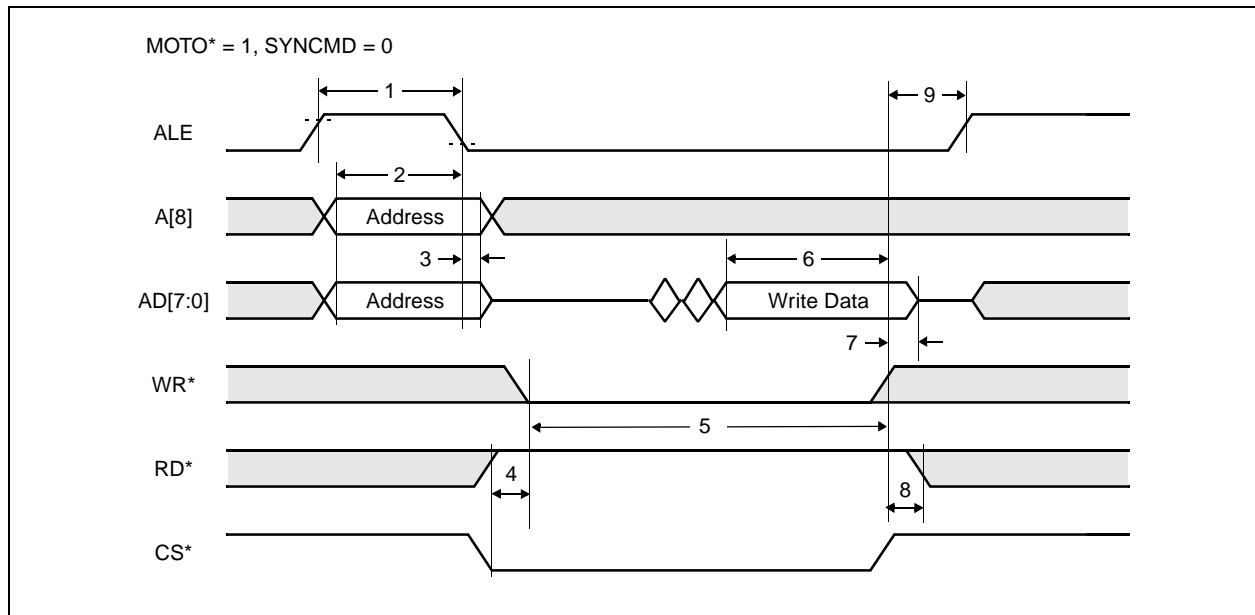 MOTO* = 1, SYNCMD = 0
1
9
ALE
2
A[8]
Address
3
6
AD[7:0]
Address
Write Data
7
WR*
5
RD*
4
8
CS*